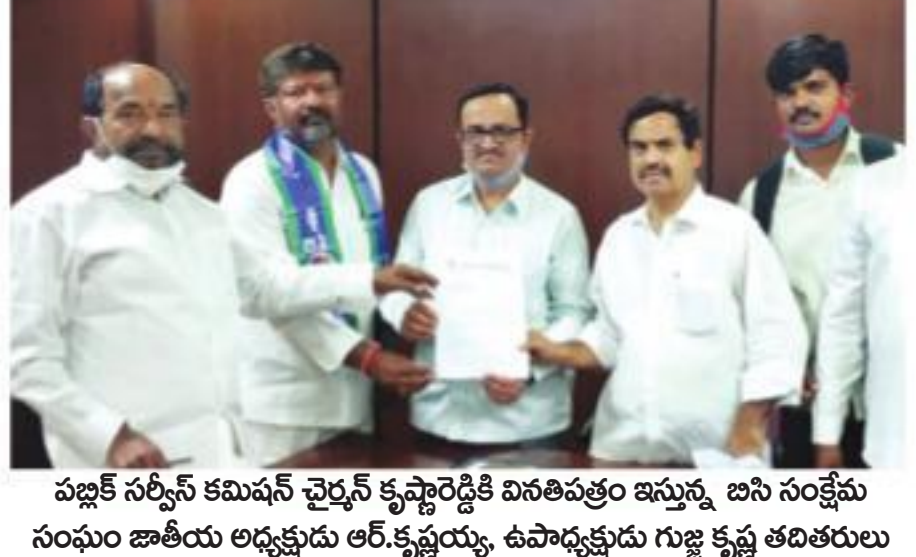 పబ్లిక్ సర్వీస్ కమిషన్ చైర్మన్ కృష్ణారెడ్డికి వినతిపత్రం ఇస్తున్న బిసి సంక్షేమ
సంఘం జాతీయ అధ్యక్షుడు ఆర్.కృష్ణయ్య, ఉపాధ్యక్షుడు గుజ్జ కృష్ణ తదితరులు